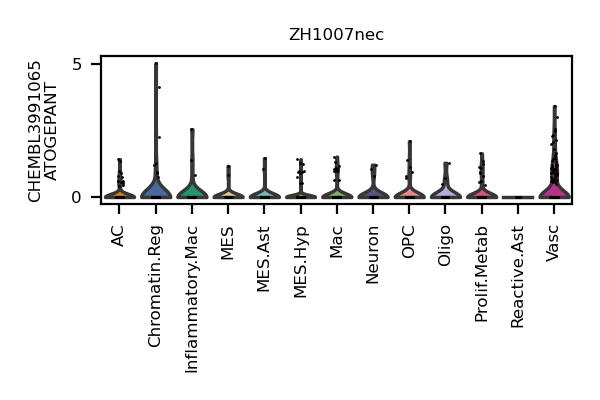 ZH1007nec
CHEMBL3991065
ATOGEPANT
5
0
AC
Chromatin.Reg
Inflammatory.Mac
MES
MES.Ast
MES.Hyp
Mac
Neuron
OPC
Oligo
Prolif.Metab
Reactive.Ast
Vasc